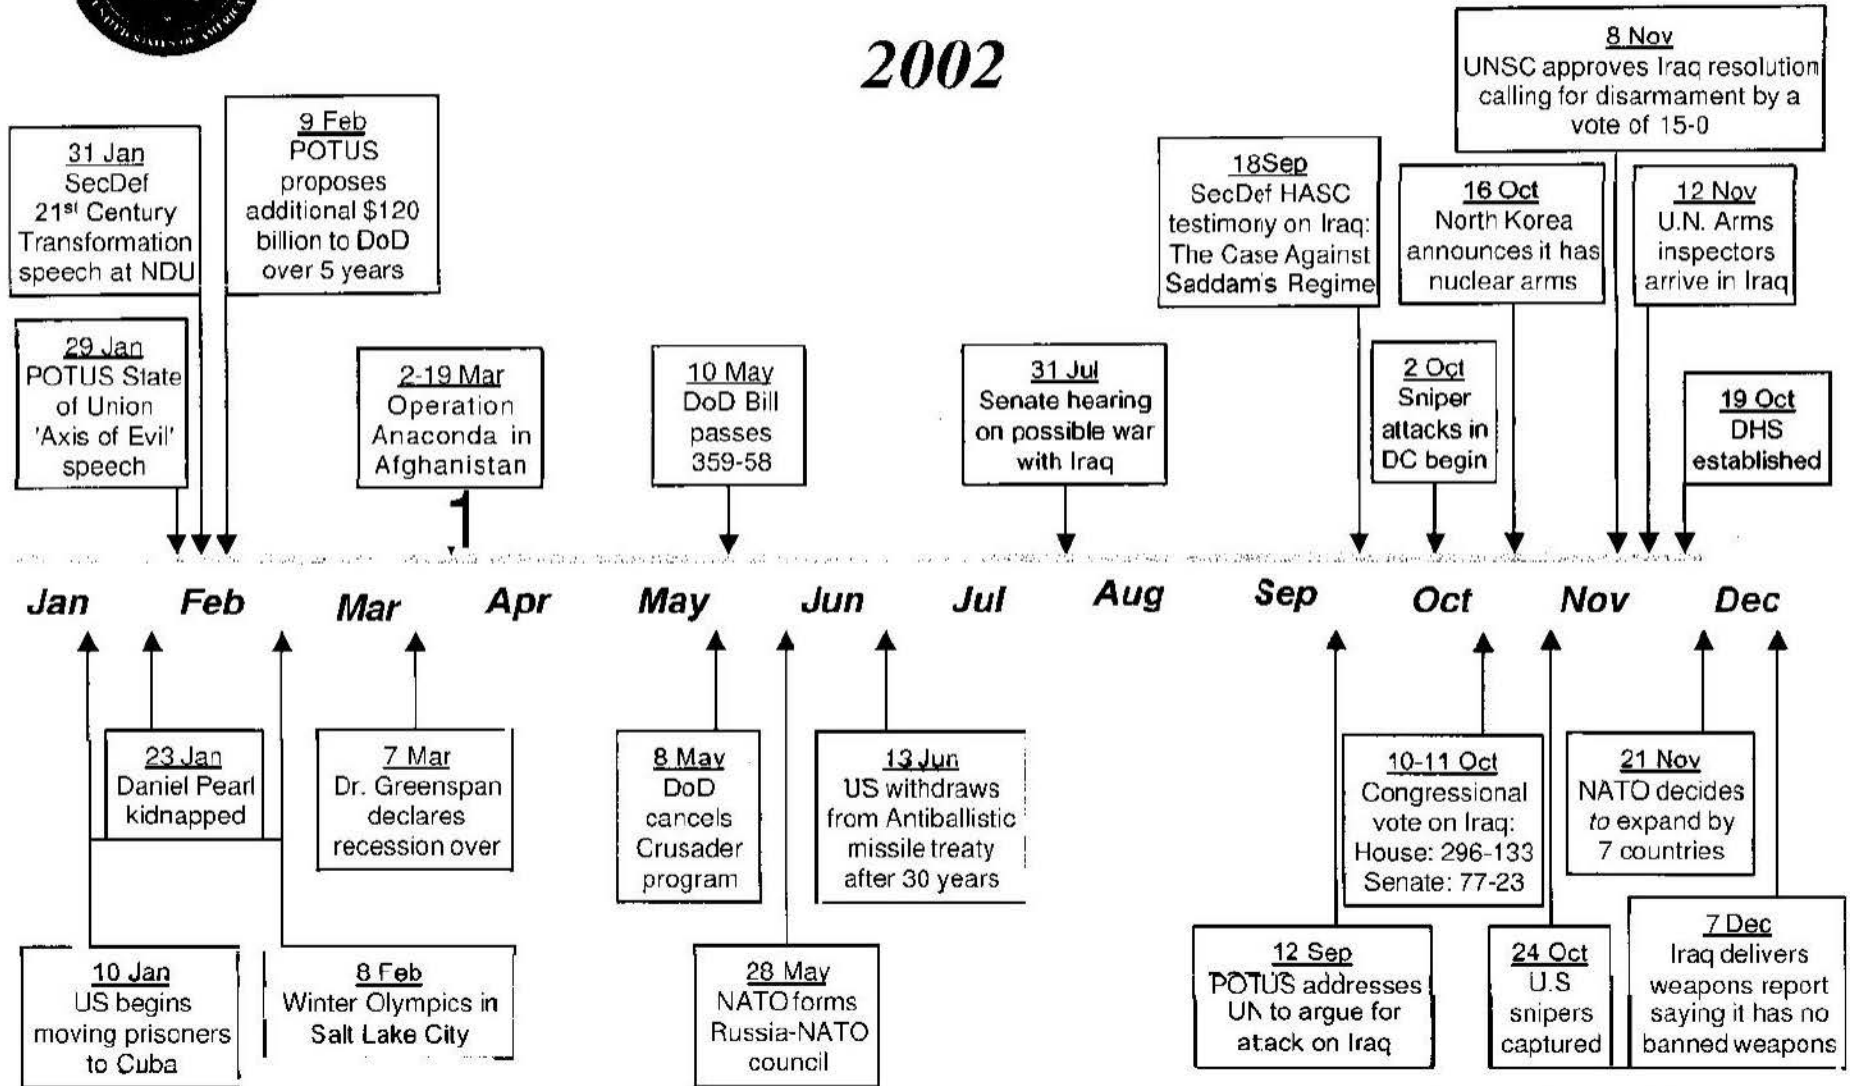 UNITED STATES OF AMERICA
2002
8 Nov
UNSC approves Iraq resolution
calling for disarmament by a
vote of 15-0
9 Feb
POTUS
proposes
additional $120
billion to DoD
over 5 years
31 Jan
SecDef
21st Century
Transformation
speech at NDU
18Sep
SecDef HASC
testimony on Iraq:
The Case Against
Saddam's Regime
16 Oct
North Korea
announces it has
nuclear arms
12 Nov
U.N. Arms
inspectors
arrive in Iraq
29 Jan
POTUS State
of Union
'Axis of Evil'
speech
2-19 Mar
Operation
Anaconda in
Afghanistan
10 May
DoD Bill
passes
359-58
31 Jul
Senate hearing
on possible war
with Iraq
2 Oct
Sniper
attacks in
DC begin
19 Oct
DHS
established
Jan Feb Mar Apr May Jun Jul Aug Sep Oct Nov Dec
23 Jan
Daniel Pearl
kidnapped
7 Mar
Dr. Greenspan
declares
recession over
8 May
DoD
cancels
Crusader
program
13 Jun
US withdraws
from Antiballistic
missile treaty
after 30 years
10-11 Oct
Congressional
vote on Iraq:
House: 296-133
Senate: 77-23
21 Nov
NATO decides
to expand by
7 countries
10 Jan
US begins
moving prisoners
to Cuba
8 Feb
Winter Olympics in
Salt Lake City
28 May
NATO forms
Russia-NATO
council
12 Sep
POTUS addresses
UN to argue for
attack on Iraq
24 Oct
U.S
snipers
captured
7 Dec
Iraq delivers
weapons report
saying it has no
banned weapons